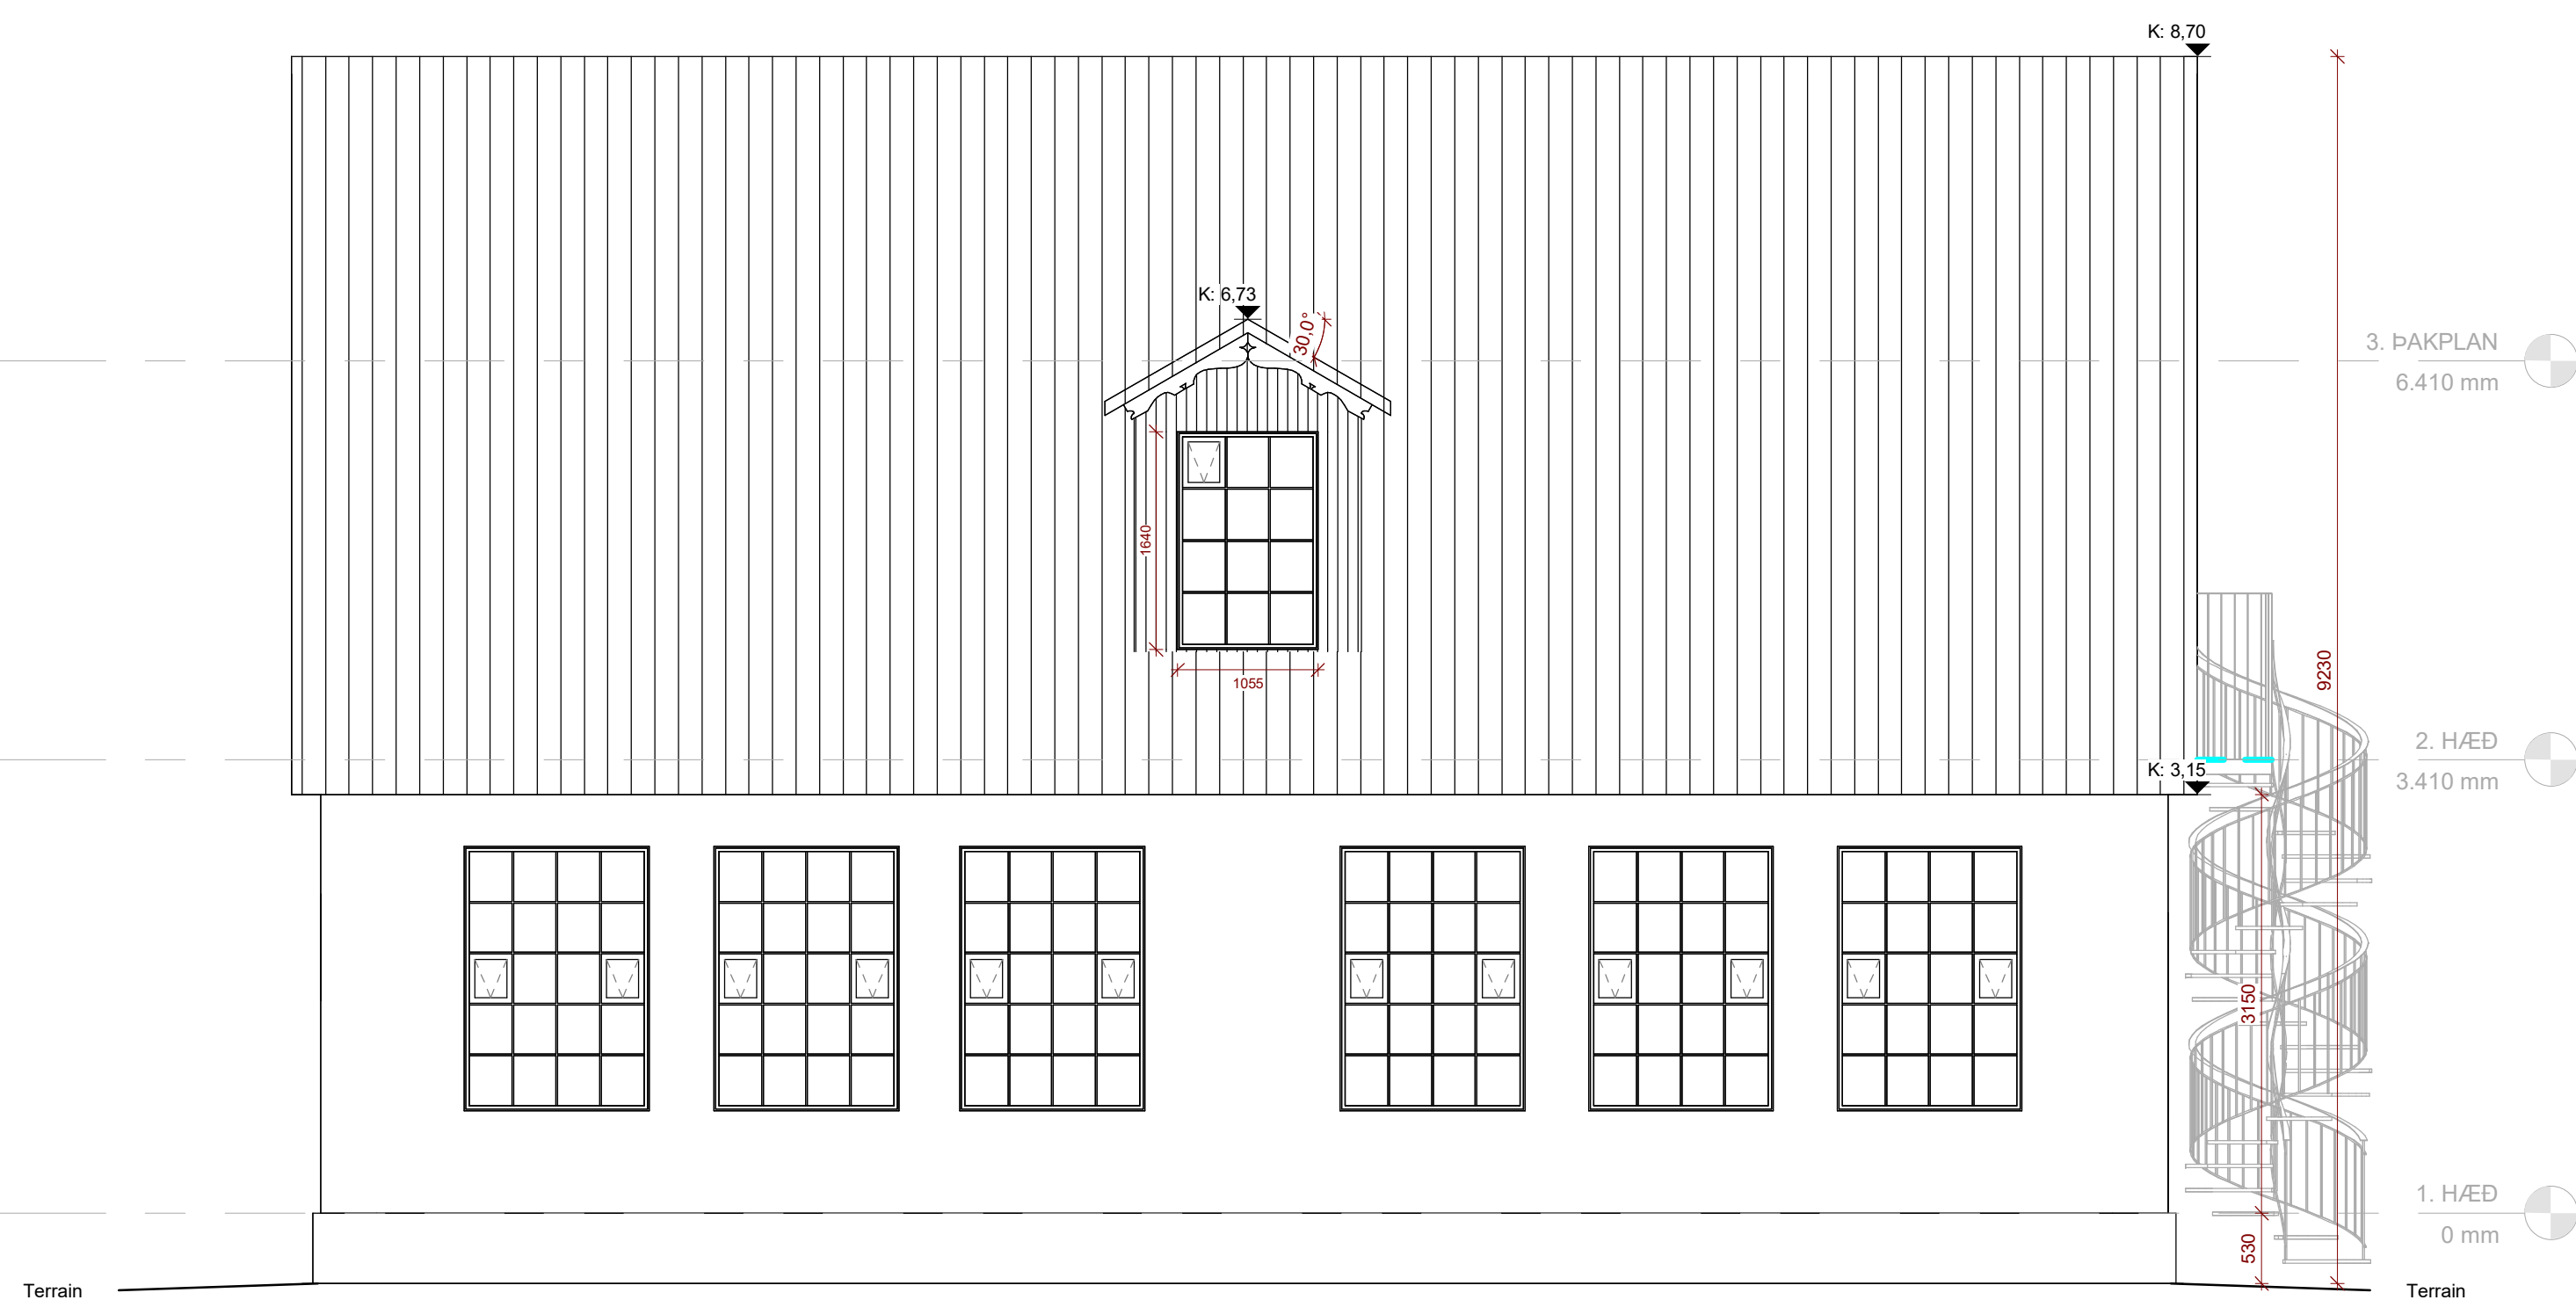 K: 8,70
K: 6,73
30,0°
3. ÞAKPLAN
6.410 mm
1640
1055
9230
2. HÆÐ
K: 3,15
3.410 mm
3150
1. HÆÐ
0 mm
530
Terrain
Terrain